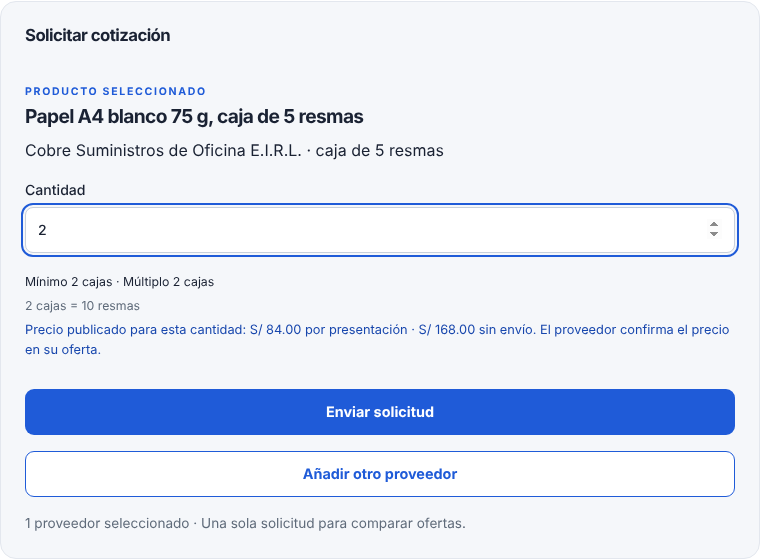 Solicitar cotización
PRODUCTO SELECCIONADO
Papel A4 blanco 75 g, caja de 5 resmas
Cobre Suministros de Oficina E.I.R.L. · caja de 5 resmas
Cantidad
2
Mínimo 2 cajas · Múltiplo 2 cajas
2 cajas = 10 resmas
Precio publicado para esta cantidad: S/ 84.00 por presentación · S/ 168.00 sin envío. El proveedor confirma el precio
en su oferta.
Enviar solicitud
Añadir otro proveedor
1 proveedor seleccionado · Una sola solicitud para comparar ofertas.